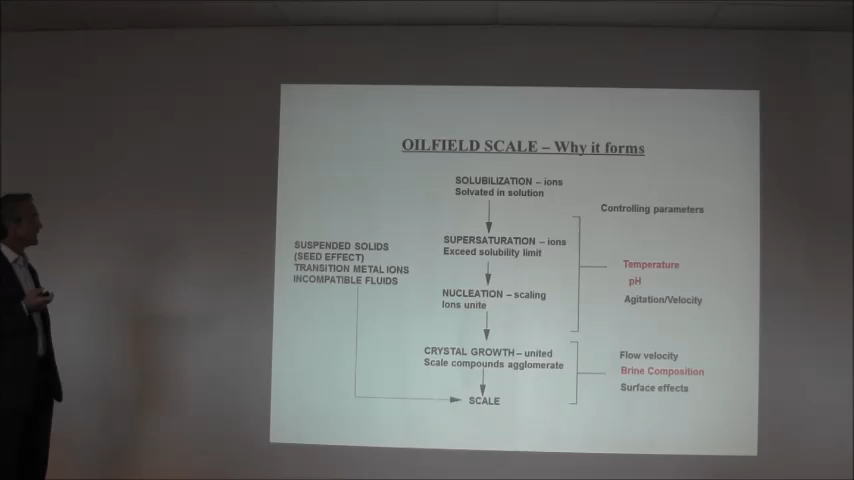 OILFIELD SCALE – Why it forms
SOLUBILIZATION – ions
Solvated in solution
Controlling parameters
SUPERSATURATION – ions
Exceed solubility limit
SUSPENDED SOLIDS
(SEED EFFECT)
TRANSITION METAL IONS
INCOMPATIBLE FLUIDS
Temperature
pH
Agitation/Velocity
NUCLEATION – scaling
Ions unite
CRYSTAL GROWTH – united
Scale compounds agglomerate
Flow velocity
Brine Composition
Surface effects
SCALE